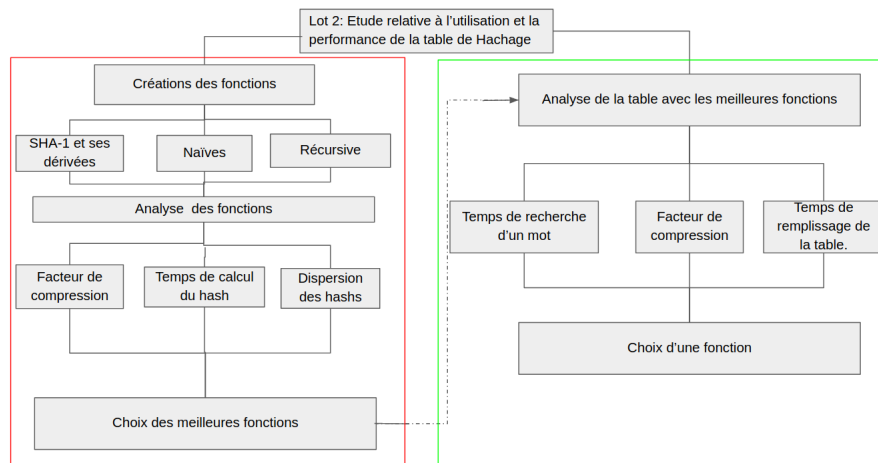 Lot 2: Etude relative à l’utilisation et la
performance de la table de Hachage
Créations des fonctions
SHA-1 et ses
dérivées
Naïves
Récursive
Analyse des fonctions
Facteur de
compression
Temps de calcul
du hash
Dispersion
des hashs
Choix des meilleures fonctions
Analyse de la table avec les meilleures fonctions
Temps de recherche
d’un mot
Facteur de
compression
Temps de
remplissage de
la table.
Choix d’une fonction